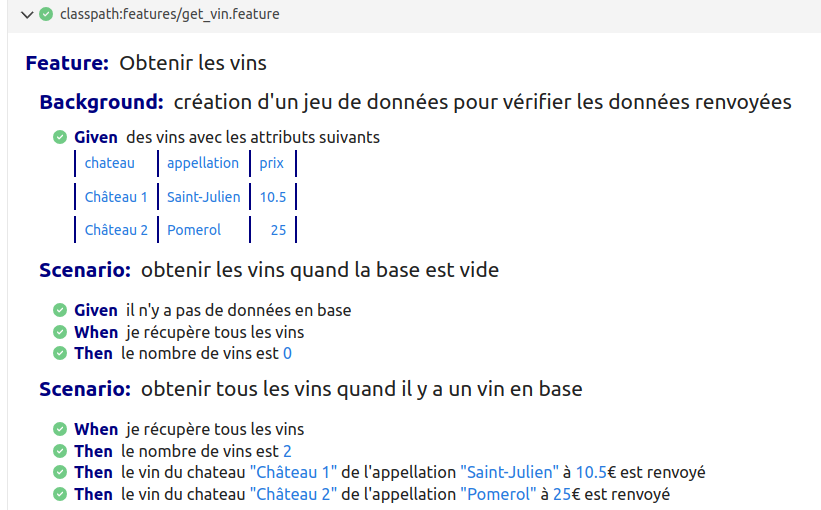 classpath:features/get_vin.feature
Feature: Obtenir les vins
Background: création d'un jeu de données pour vérifier les données renvoyées
Given des vins avec les attributs suivants
chateau appellation prix
Château 1 Saint-Julien 10.5
Château 2 Pomerol 25
Scenario: obtenir les vins quand la base est vide
Given il n'y a pas de données en base
When je récupère tous les vins
Then le nombre de vins est 0
Scenario: obtenir tous les vins quand il y a un vin en base
When je récupère tous les vins
Then le nombre de vins est 2
Then le vin du chateau "Château 1" de l'appellation "Saint-Julien" à 10.5€ est renvoyé
Then le vin du chateau "Château 2" de l'appellation "Pomerol" à 25€ est renvoyé